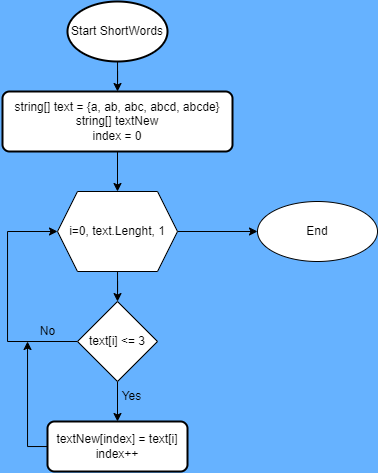 Start ShortWords
string[] text = {a, ab, abc, abcd, abcde}
string[] textNew
index = 0
i=0, text.Lenght, 1
End
text[i] <= 3
No
Yes
textNew[index] = text[i]
index++